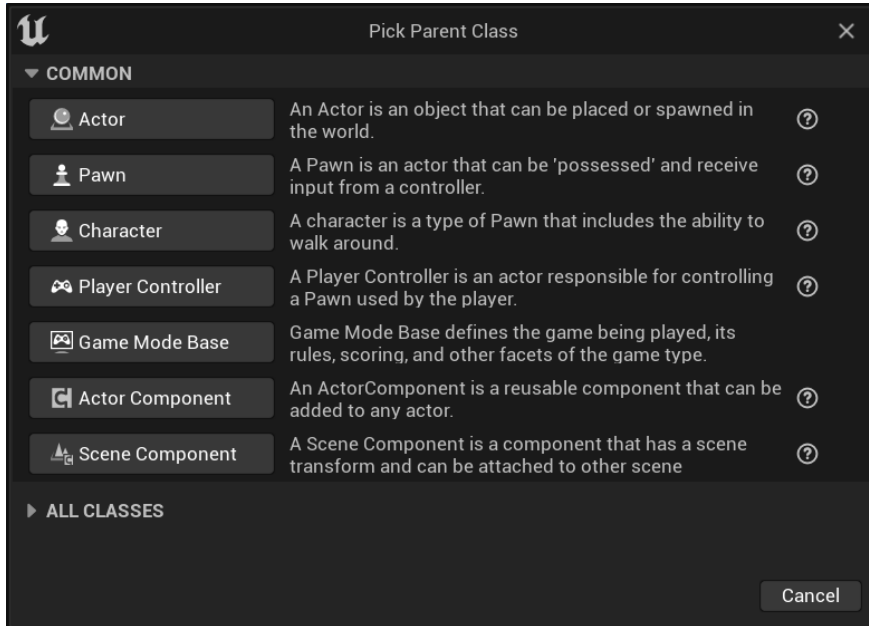 Pick Parent Class
COMMON
Actor
An Actor is an object that can be placed or spawned in
the world.
Pawn
A Pawn is an actor that can be 'possessed' and receive
input from a controller.
Character
A character is a type of Pawn that includes the ability to
walk around.
Player Controller
A Player Controller is an actor responsible for controlling
a Pawn used by the player.
Game Mode Base
Game Mode Base defines the game being played, its
rules, scoring, and other facets of the game type.
Actor Component
An ActorComponent is a reusable component that can be
added to any actor.
Scene Component
A Scene Component is a component that has a scene
transform and can be attached to other scene
ALL CLASSES
Cancel